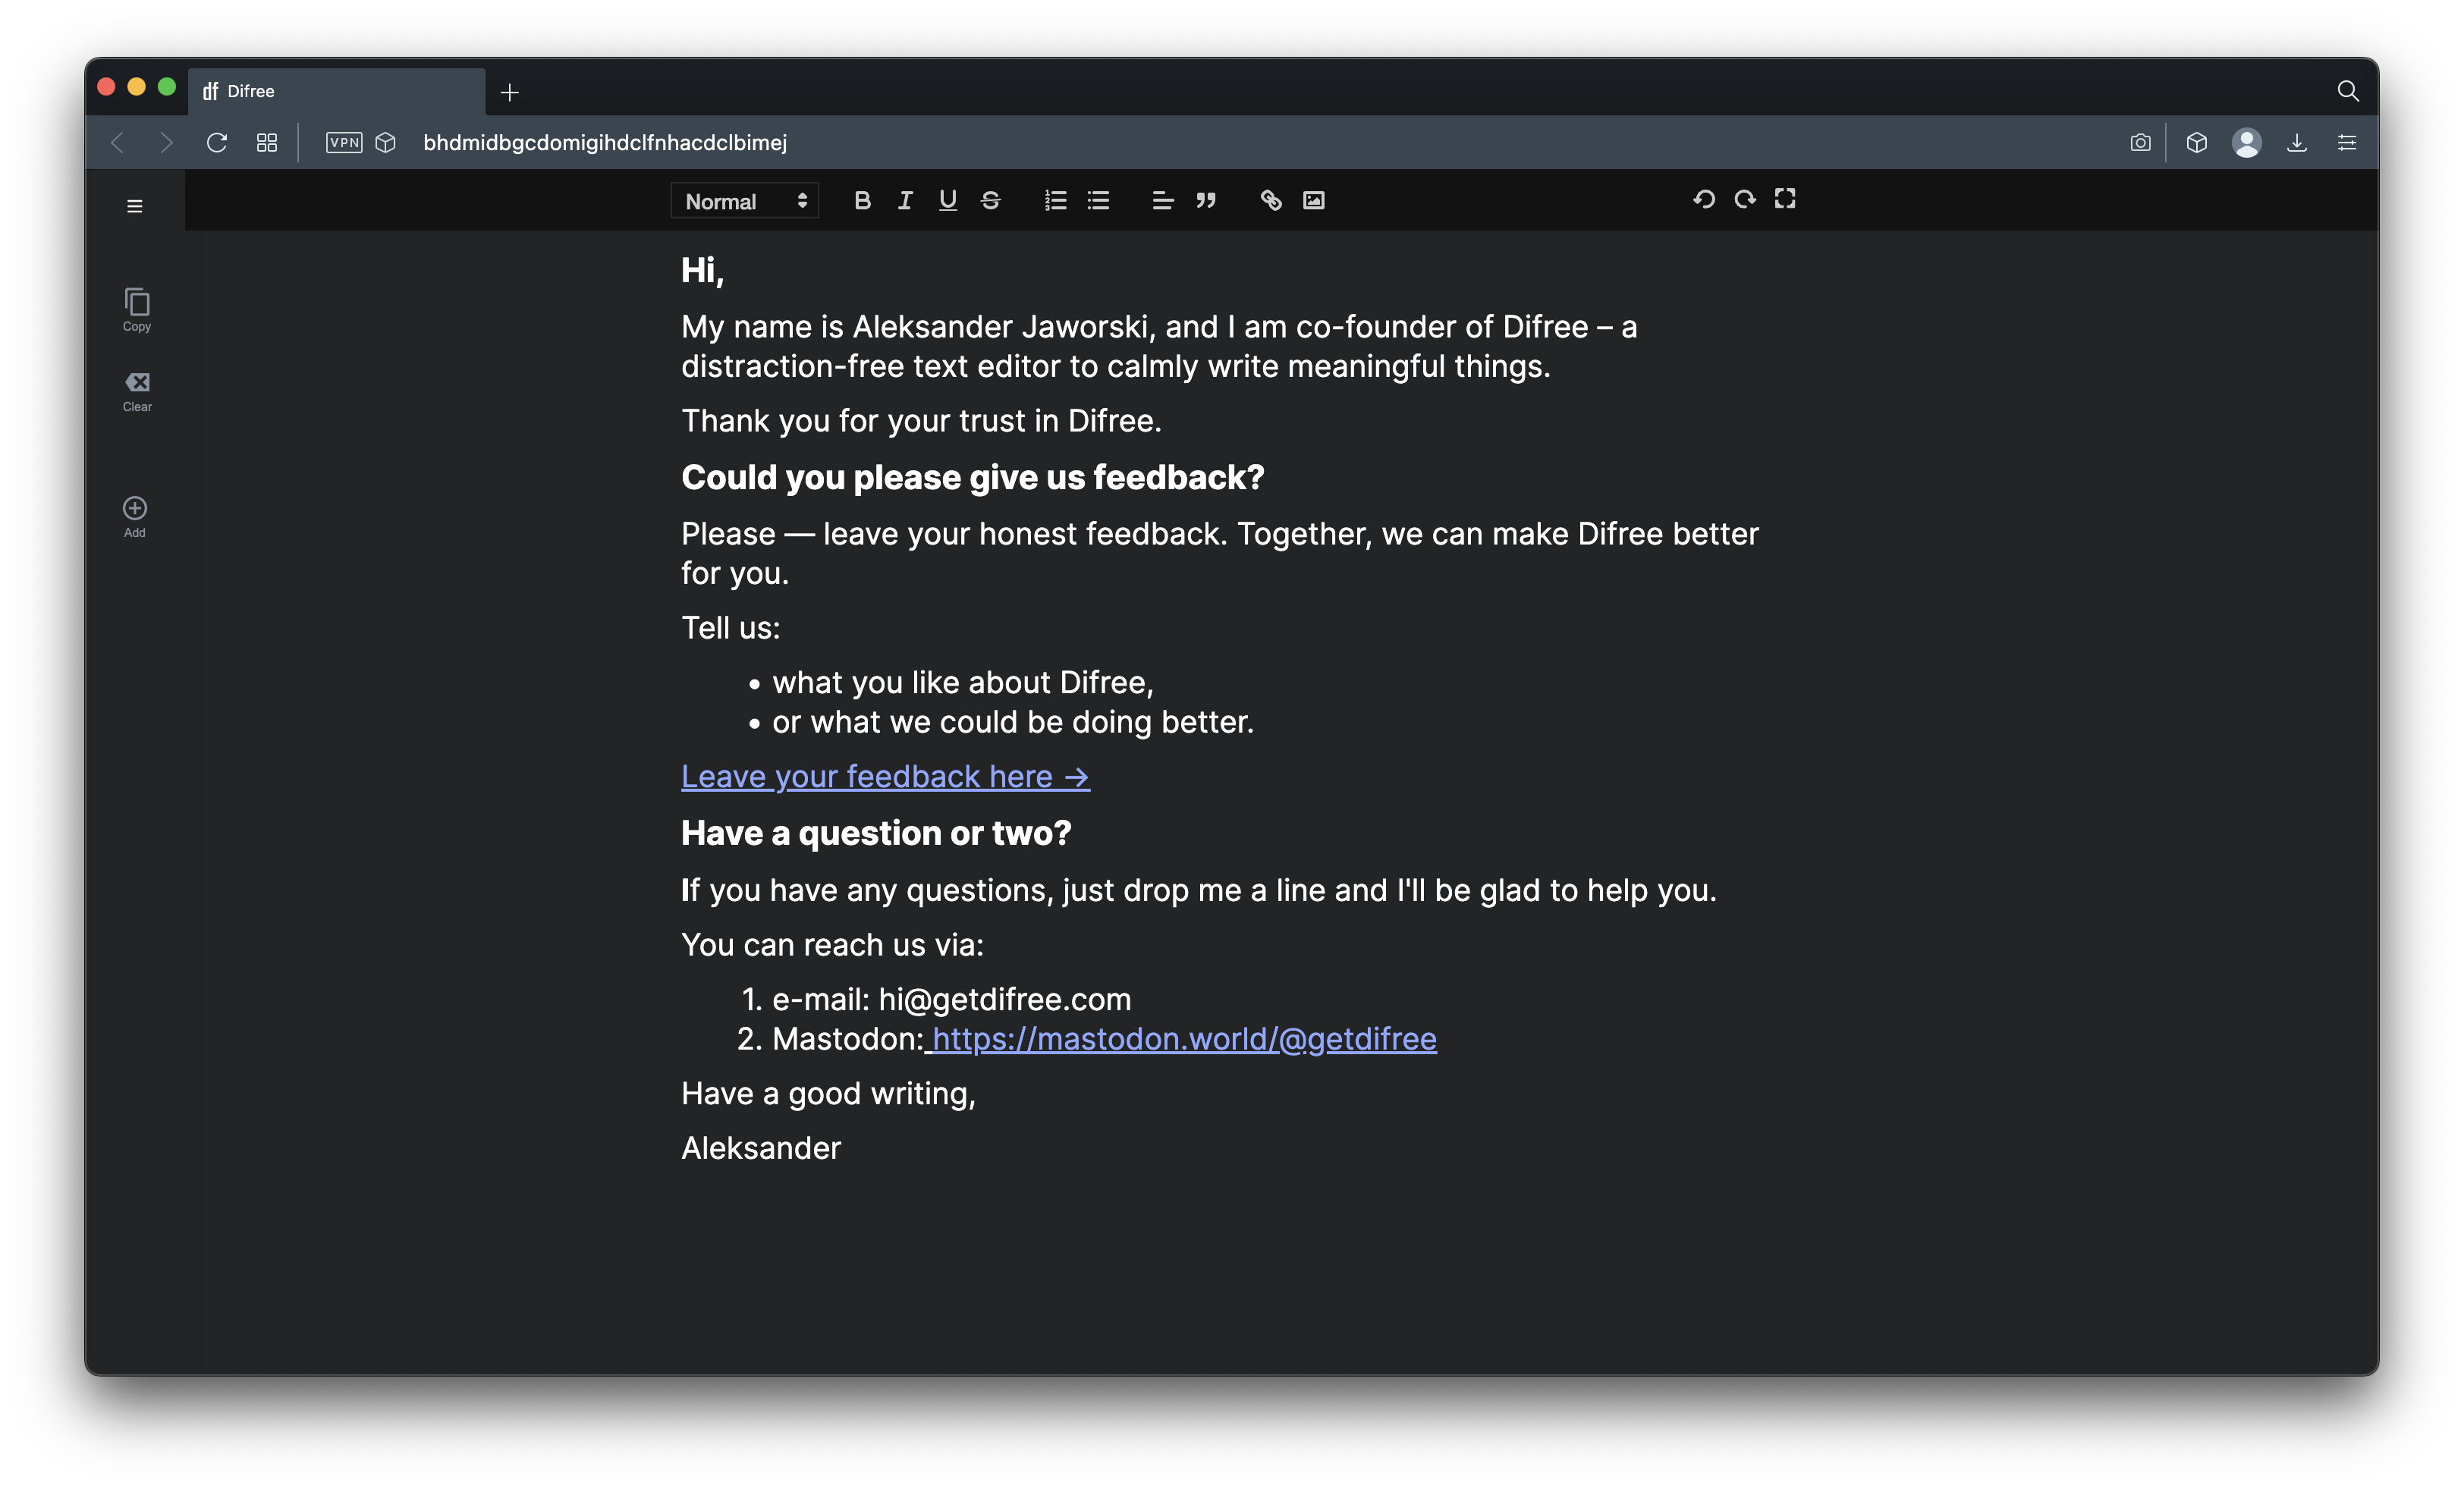 df Difree
VPN bhdmidbgcdomigihdclfnhacdclbimej
Normal
Copy
Clear
Add
Hi,
My name is Aleksander Jaworski, and I am co-founder of Difree – a
distraction-free text editor to calmly write meaningful things.
Thank you for your trust in Difree.
Could you please give us feedback?
Please — leave your honest feedback. Together, we can make Difree better
for you.
Tell us:
• what you like about Difree,
• or what we could be doing better.
Leave your feedback here →
Have a question or two?
If you have any questions, just drop me a line and I'll be glad to help you.
You can reach us via:
1. e-mail: hi@getdifree.com
2. Mastodon: https://mastodon.world/@getdifree
Have a good writing,
Aleksander